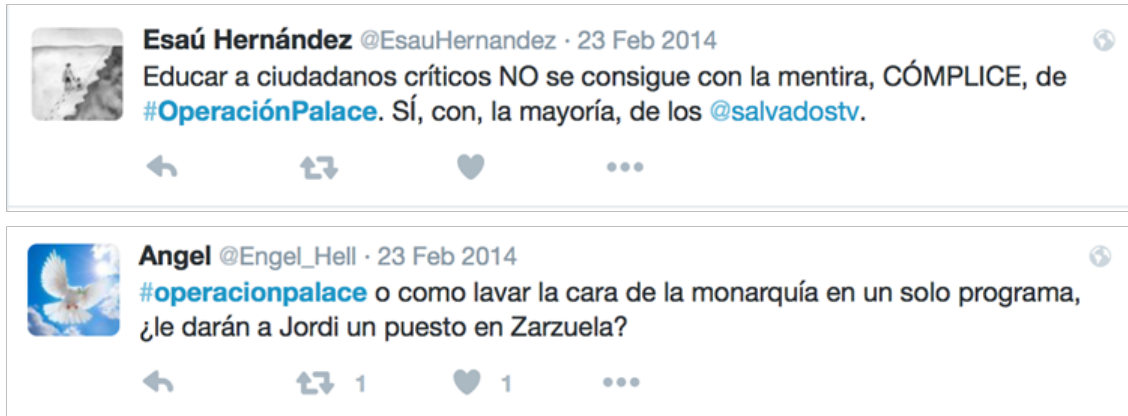 Esaú Hernández @EsauHernandez · 23 Feb 2014
Educar a ciudadanos críticos NO se consigue con la mentira, CÓMPLICE, de
#OperaciónPalace. SÍ, con, la mayoría, de los @salvadostv.
Angel @Engel_Hell · 23 Feb 2014
#operacionpalace o como lavar la cara de la monarquía en un solo programa,
¿le darán a Jordi un puesto en Zarzuela?
1 1